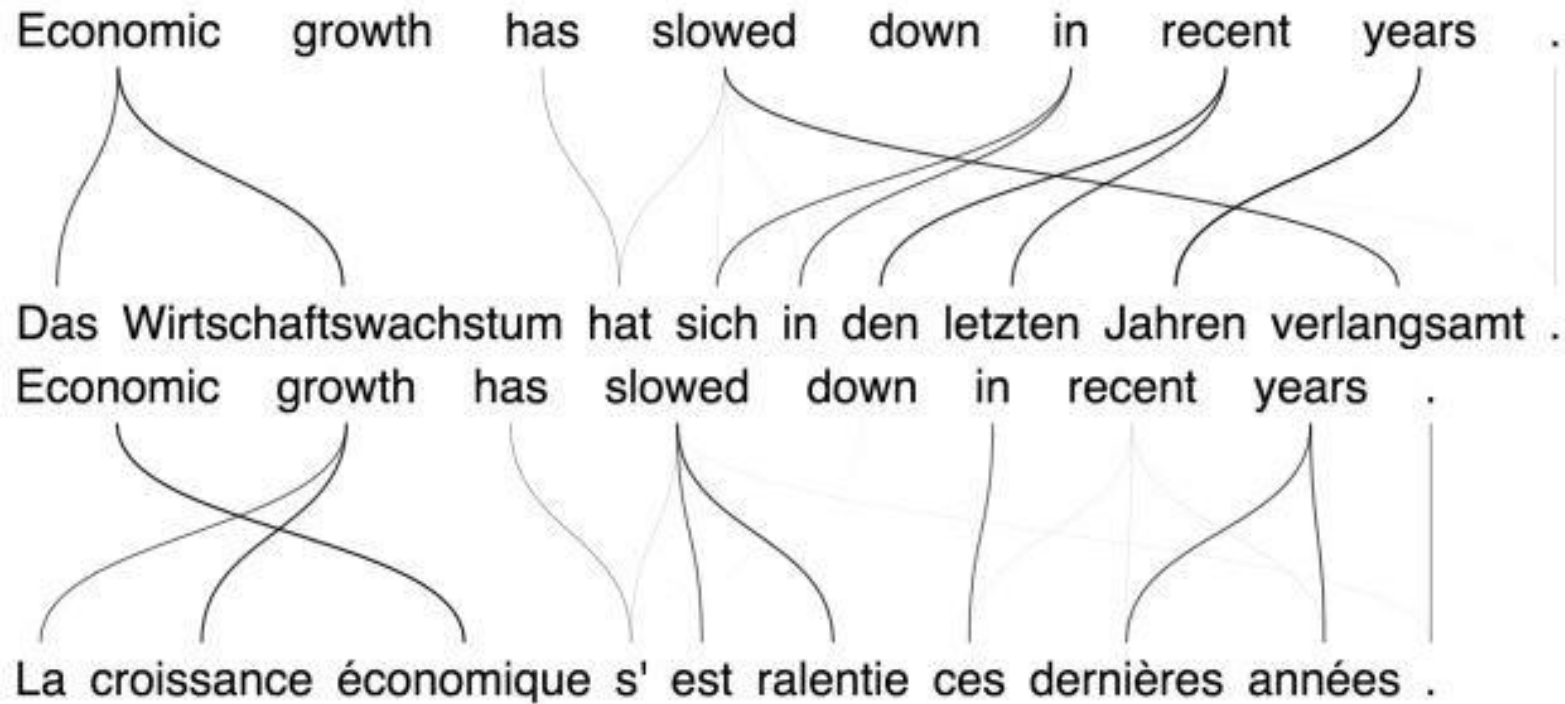 Economic growth has slowed down in recent years .
Das Wirtschaftswachstum hat sich in den letzten Jahren verlangsamt .
Economic growth has slowed down in recent years .
La croissance économique s' est ralentie ces dernières années .